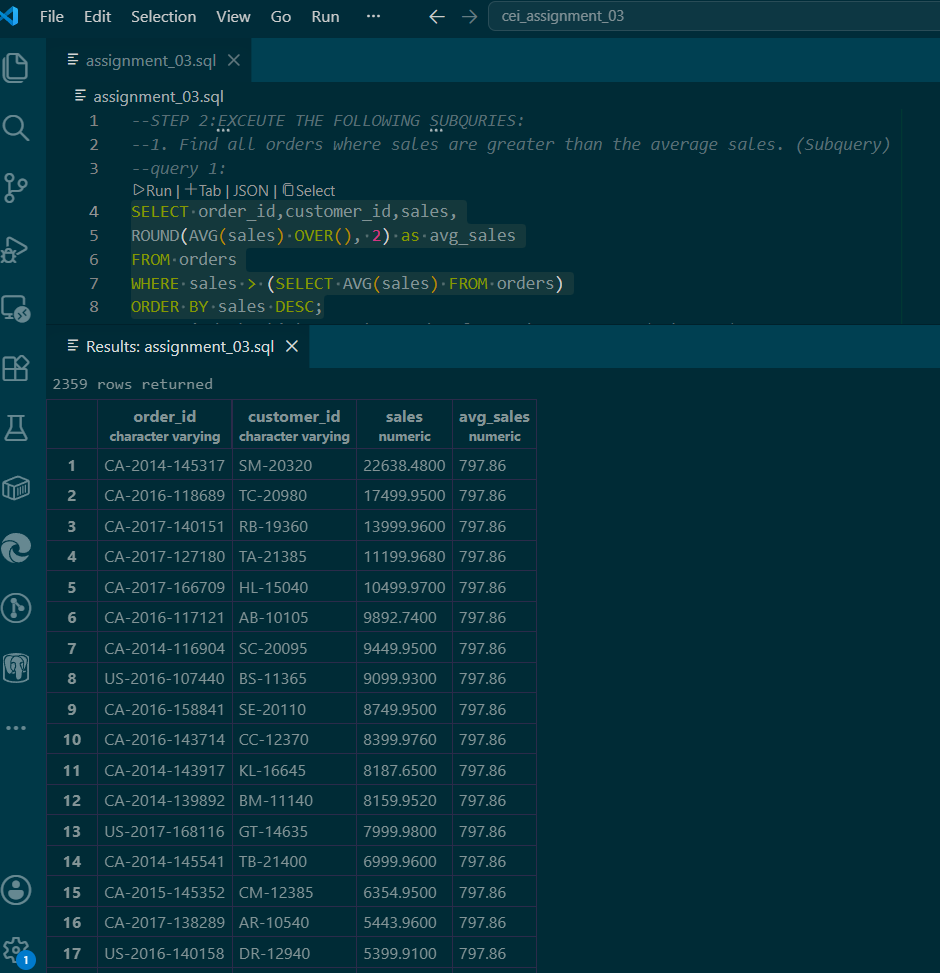 File Edit Selection View Go Run ··· ← → cei_assignment_03
assignment_03.sql ×
assignment_03.sql
1 --STEP 2:EXCEUTE THE FOLLOWING SUBQURIES:
2 --1. Find all orders where sales are greater than the average sales. (Subquery)
3 --query 1:
▷Run | +Tab | JSON | Select
4 SELECT order_id,customer_id,sales,
5 ROUND(AVG(sales) OVER(), 2) as avg_sales
6 FROM orders
7 WHERE sales > (SELECT AVG(sales) FROM orders)
8 ORDER BY sales DESC;
Results: assignment_03.sql ×
2359 rows returned
order_id customer_id sales avg_sales
character varying character varying numeric numeric
1 CA-2014-145317 SM-20320 22638.4800 797.86
2 CA-2016-118689 TC-20980 17499.9500 797.86
3 CA-2017-140151 RB-19360 13999.9600 797.86
4 CA-2017-127180 TA-21385 11199.9680 797.86
5 CA-2017-166709 HL-15040 10499.9700 797.86
6 CA-2016-117121 AB-10105 9892.7400 797.86
7 CA-2014-116904 SC-20095 9449.9500 797.86
8 US-2016-107440 BS-11365 9099.9300 797.86
9 CA-2016-158841 SE-20110 8749.9500 797.86
10 CA-2016-143714 CC-12370 8399.9760 797.86
11 CA-2014-143917 KL-16645 8187.6500 797.86
12 CA-2014-139892 BM-11140 8159.9520 797.86
13 US-2017-168116 GT-14635 7999.9800 797.86
14 CA-2014-145541 TB-21400 6999.9600 797.86
15 CA-2015-145352 CM-12385 6354.9500 797.86
16 CA-2017-138289 AR-10540 5443.9600 797.86
17 US-2016-140158 DR-12940 5399.9100 797.86
1